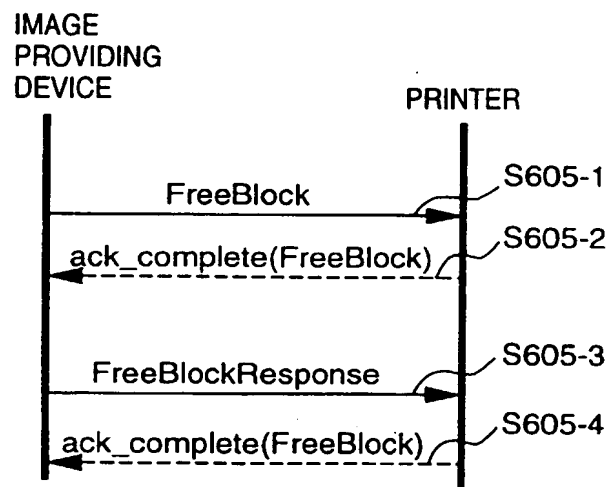 IMAGE
PROVIDING
DEVICE
PRINTER
FreeBlock
S605-1
ack_complete(FreeBlock)
S605-2
FreeBlockResponse
S605-3
ack_complete(FreeBlock)
S605-4